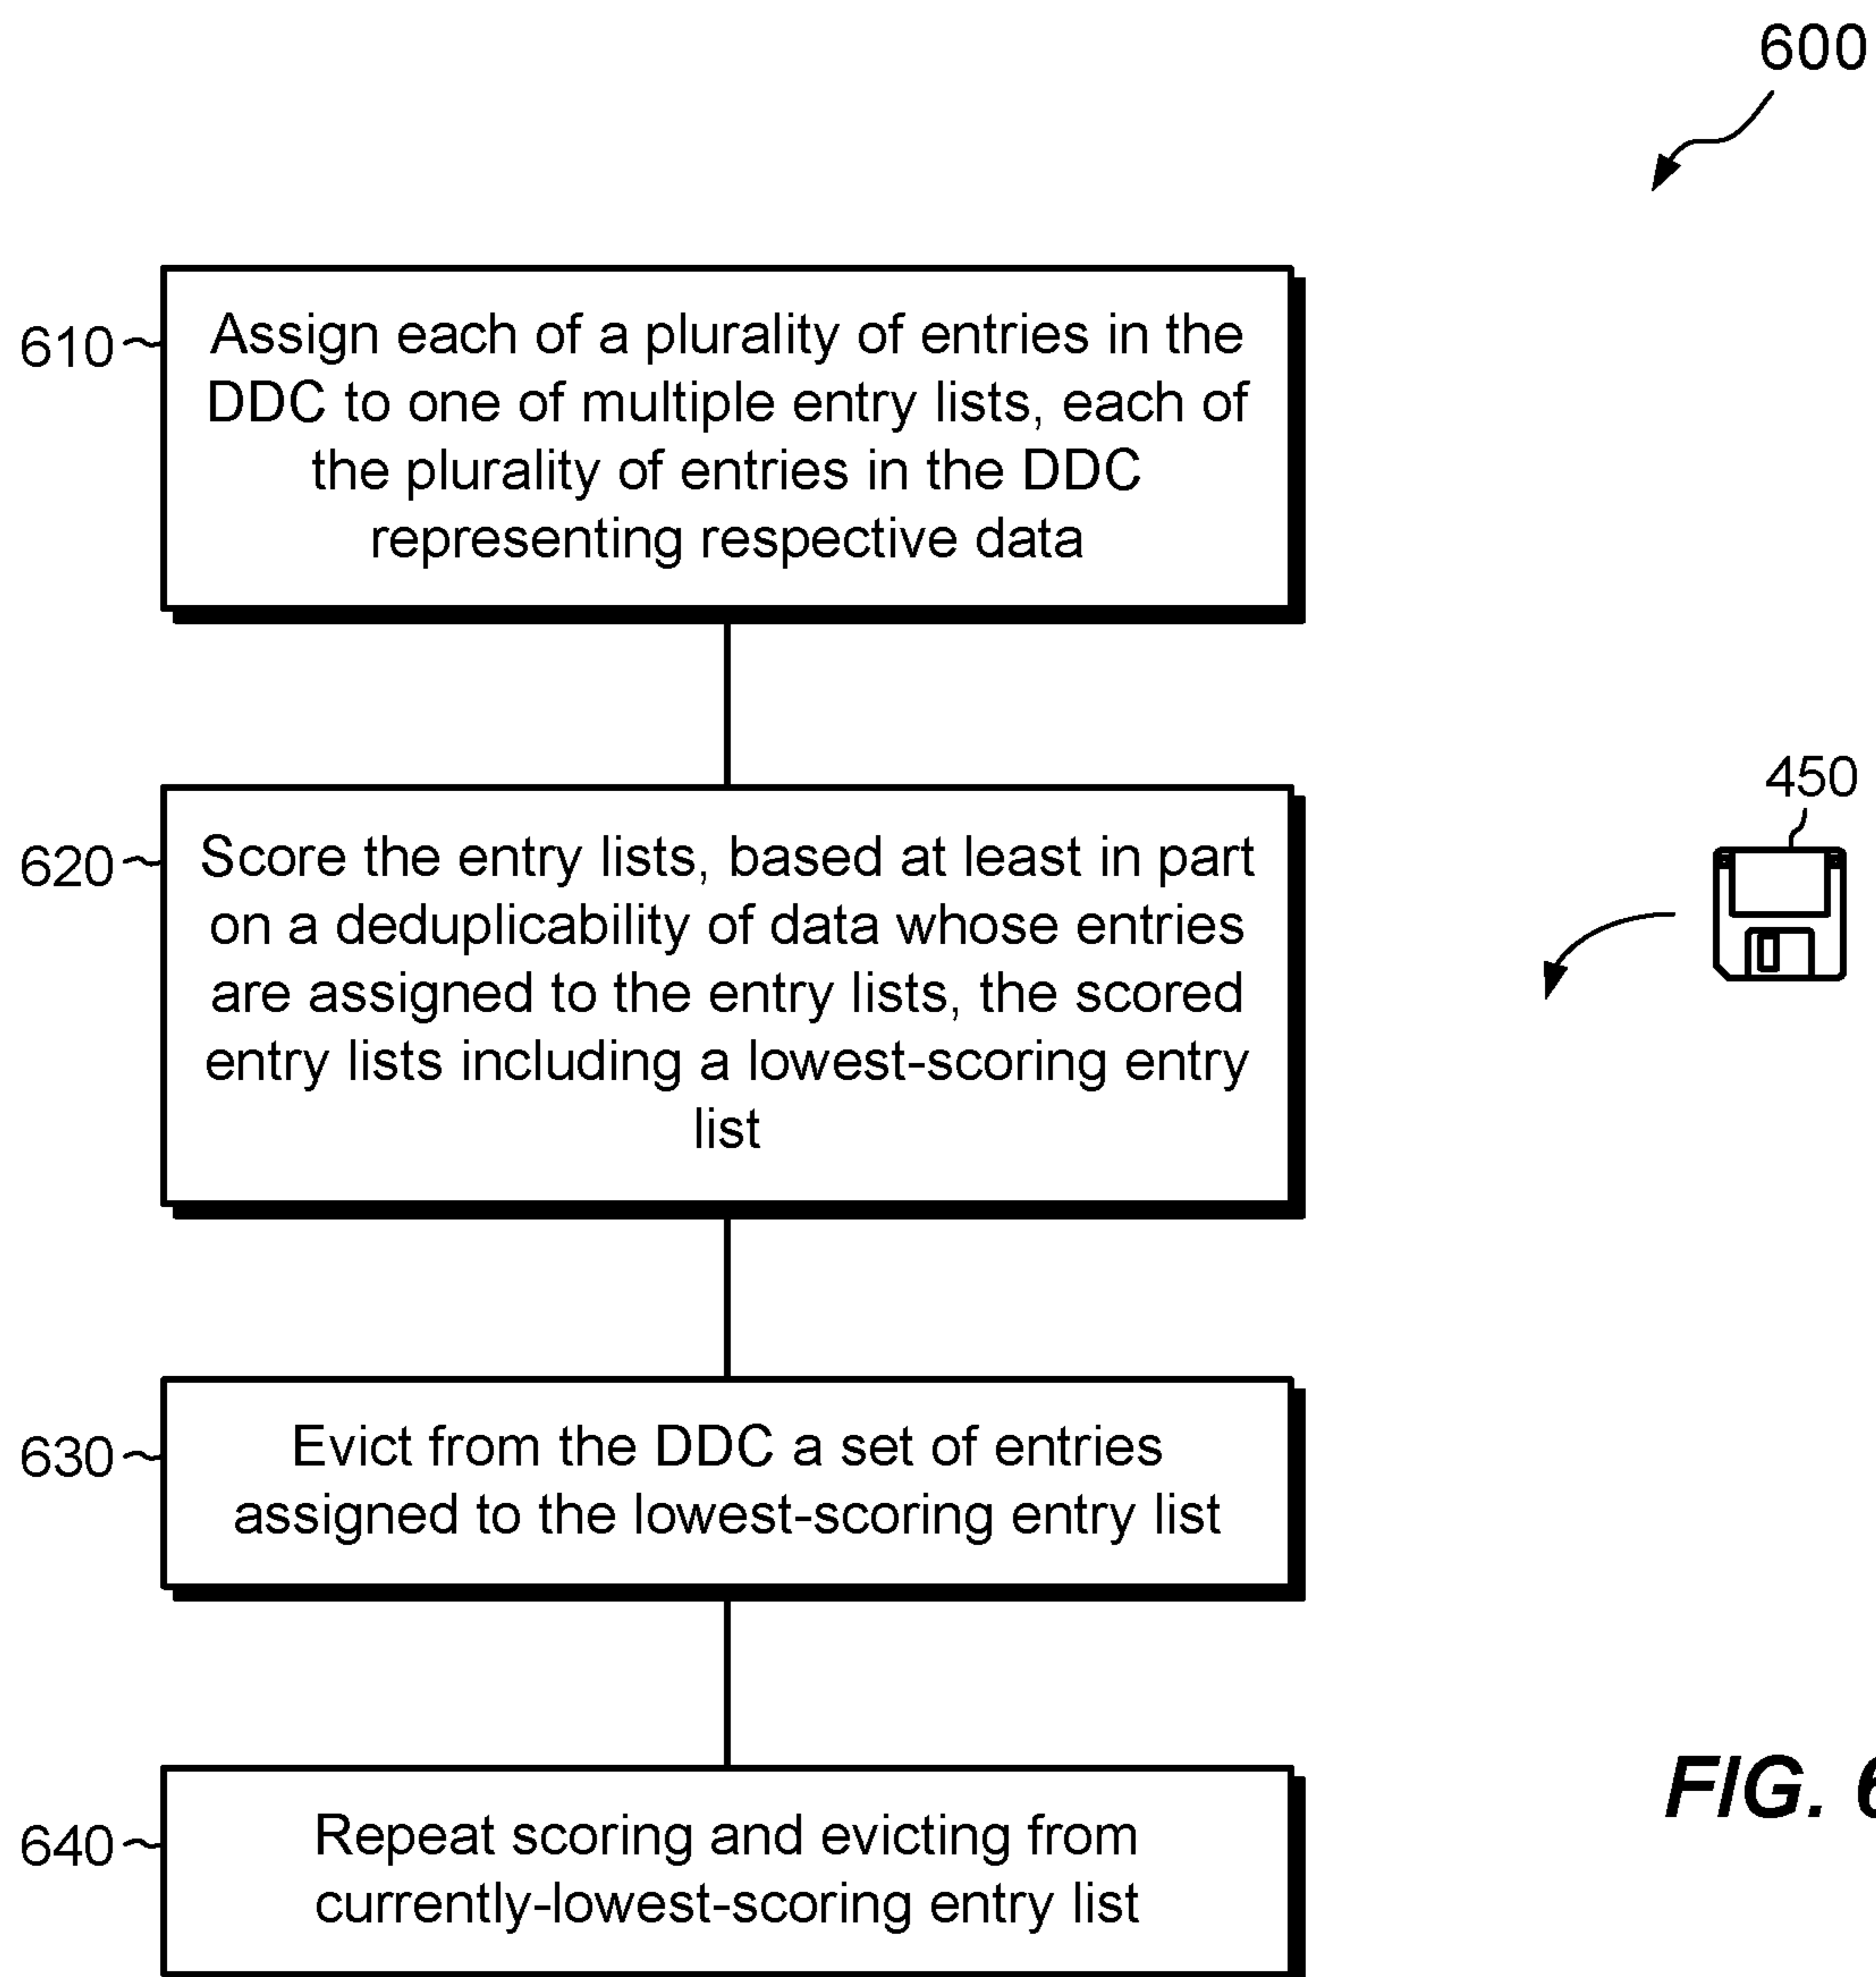 600
610
Assign each of a plurality of entries in the
DDC to one of multiple entry lists, each of
the plurality of entries in the DDC
representing respective data
450
620
Score the entry lists, based at least in part
on a deduplicability of data whose entries
are assigned to the entry lists, the scored
entry lists including a lowest-scoring entry
list
630
Evict from the DDC a set of entries
assigned to the lowest-scoring entry list
640
Repeat scoring and evicting from
currently-lowest-scoring entry list
FIG. 6